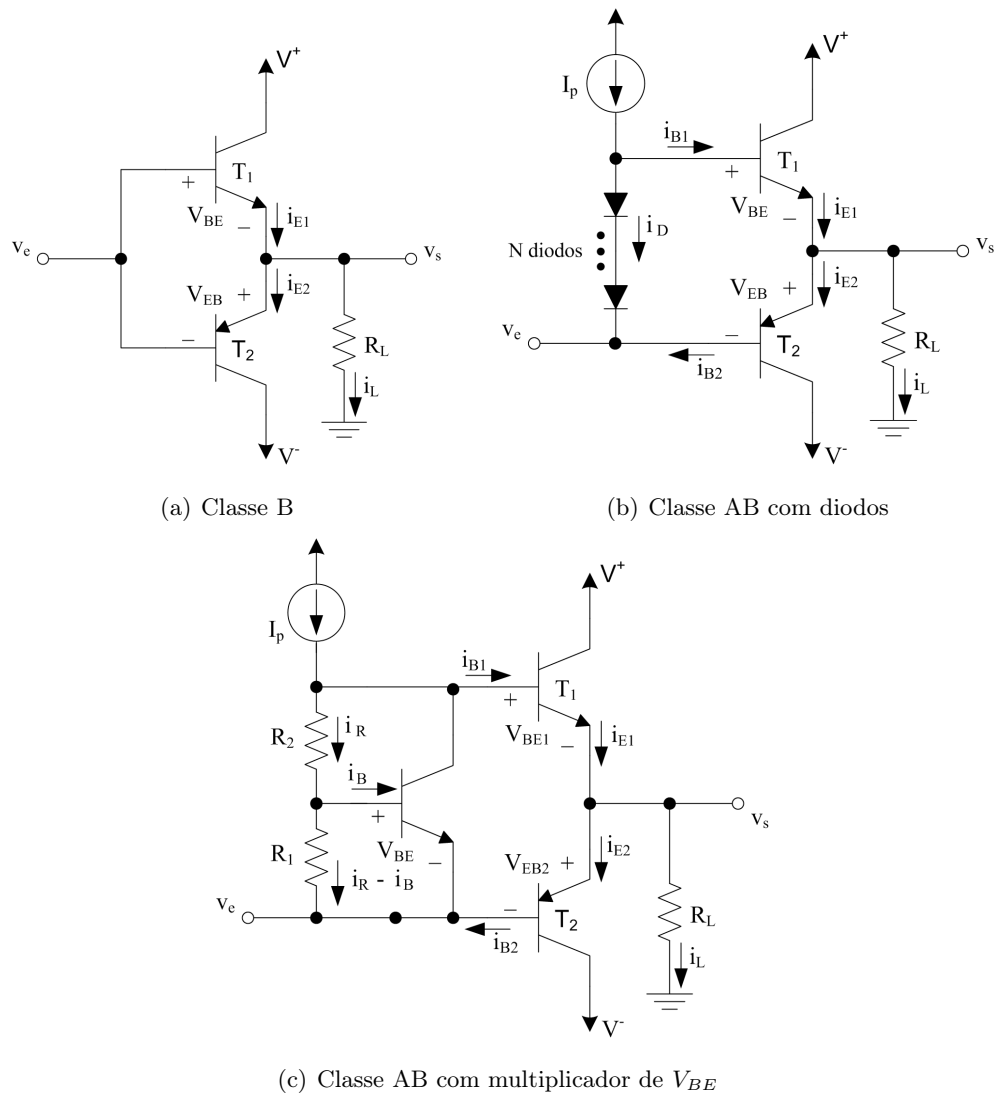 V+
T1
+
VBE
−
iE1
ve
vs
VEB +
iE2
−
T2
RL
iL
V-
(a) Classe B
Ip
V+
iB1
T1
+
VBE
−
iE1
iD
N diodos
vs
VEB +
iE2
ve
−
T2
iB2
RL
iL
V-
(b) Classe AB com diodos
Ip
V+
iB1
T1
+
VBE1
−
iE1
R2
iR
iB
+
VBE
−
vs
R1
iR - iB
VEB2 +
iE2
ve
−
T2
iB2
RL
iL
V-
(c) Classe AB com multiplicador de VBE